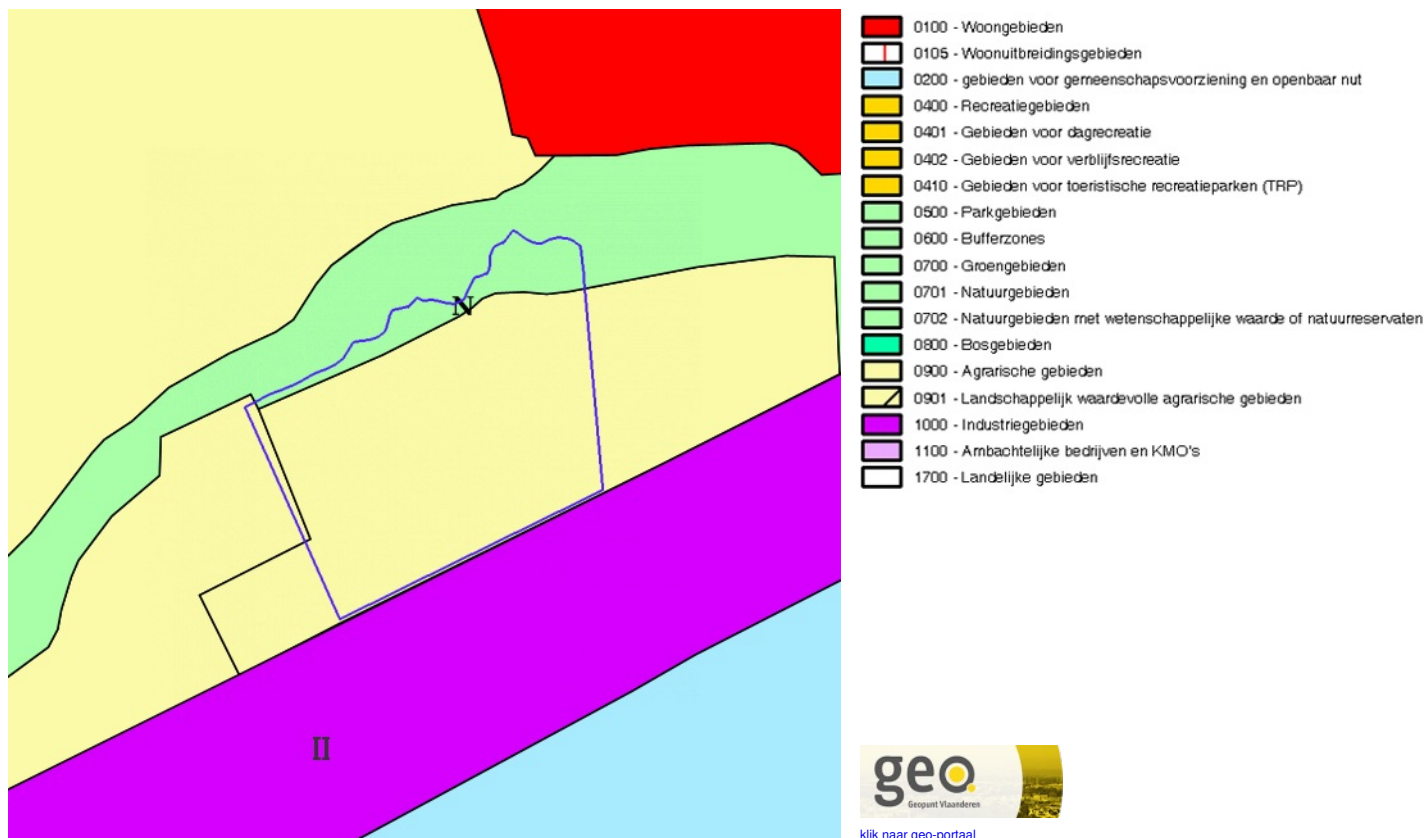 0100 - Woongebieden
0105 - Woonuitbreidingsgebieden
0200 - gebieden voor gemeenschapsvoorziening en openbaar nut
0400 - Recreatiegebieden
0401 - Gebieden voor dagrecreatie
0402 - Gebieden voor verblijfsrecreatie
0410 - Gebieden voor toeristische recreatieparken (TRP)
0500 - Parkgebieden
0600 - Bufferzones
0700 - Groengebieden
0701 - Natuurgebieden
0702 - Natuurgebieden met wetenschappelijke waarde of natuurreservaten
0800 - Bosgebieden
0900 - Agrarische gebieden
0901 - Landschappelijk waardevolle agrarische gebieden
1000 - Industriegebieden
1100 - Ambachtelijke bedrijven en KMO's
1700 - Landelijke gebieden
N
II
geo.
Geopunt Vlaanderen
klik naar geo-portaal